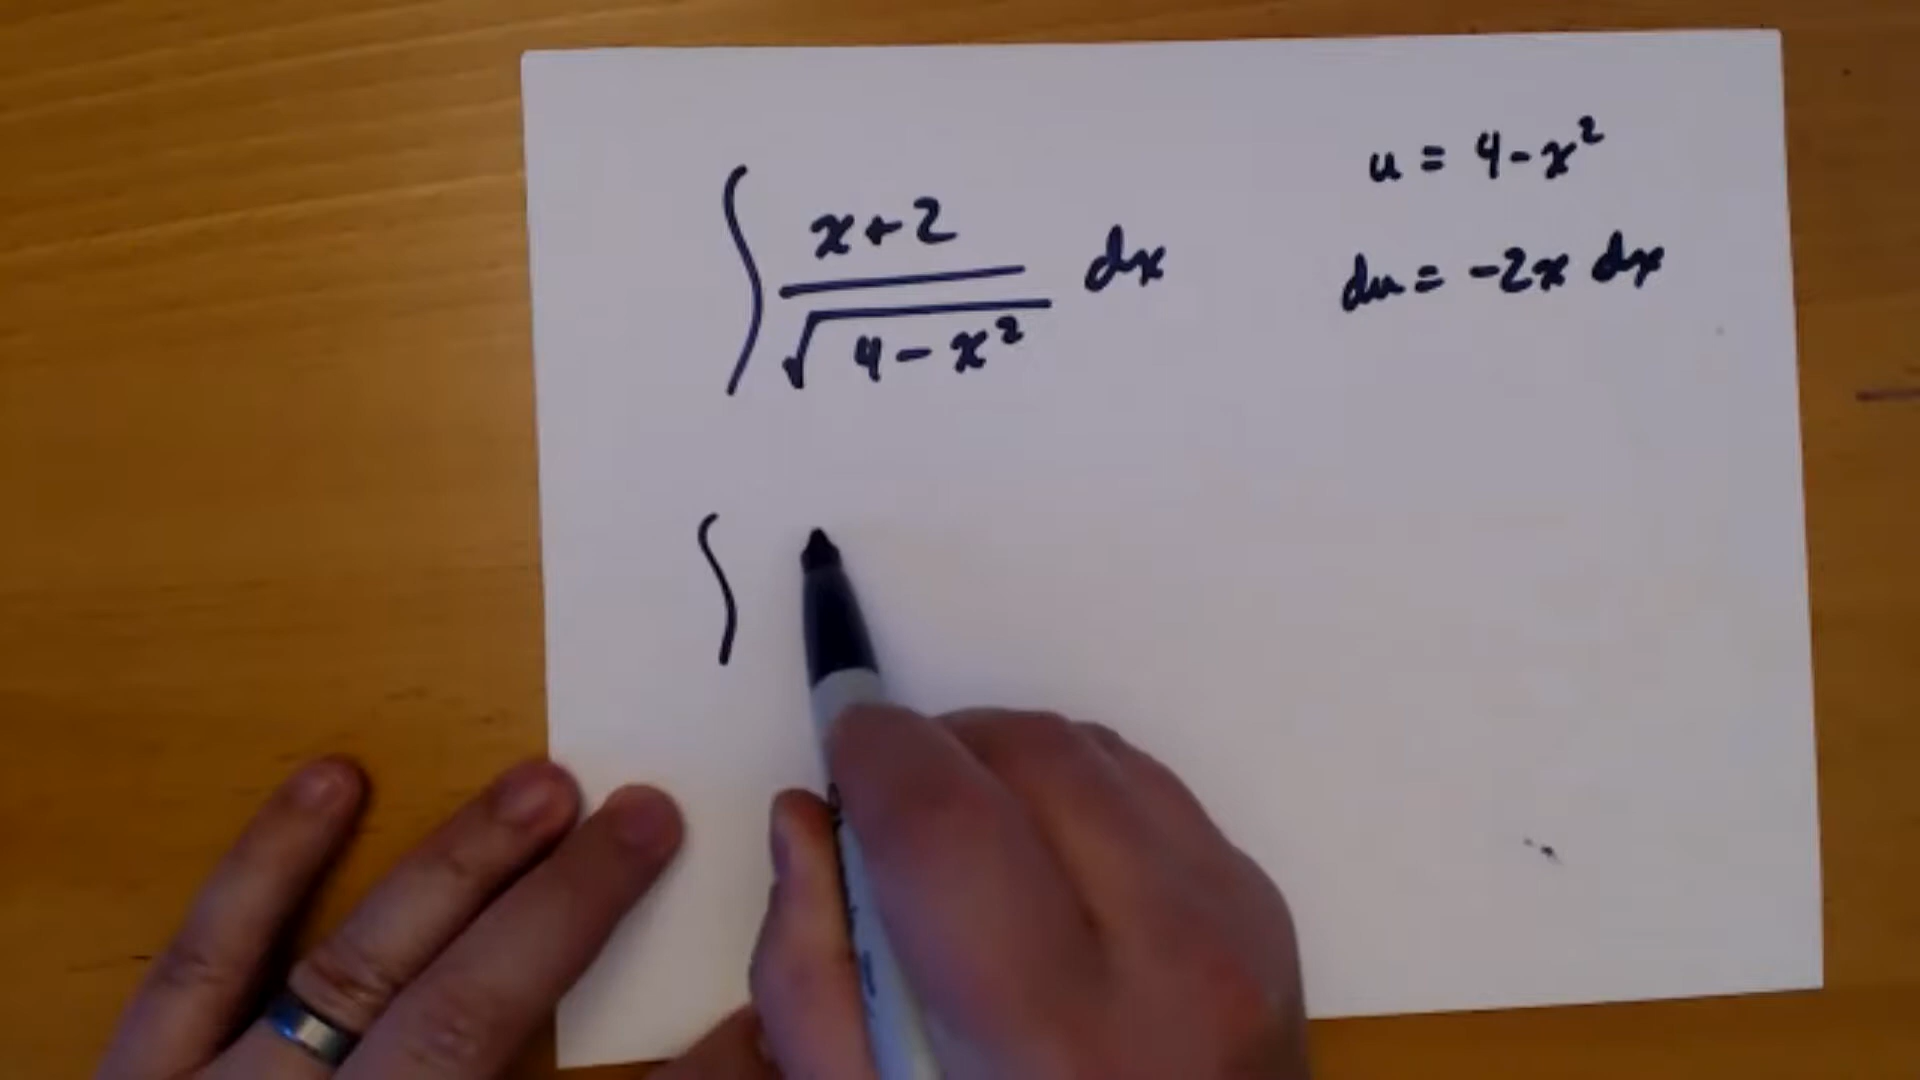 ∫ x+2 / √(4-x²) dx
u = 4-x²
du = -2x dx
∫